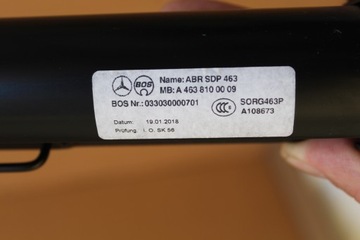 BOS
Name: ABR SDP 463
MB: A 463 810 00 09
BOS Nr.: 033030000701
CCC
SORG463P
A108673
Datum: 19.01.2018
Prüfung: I. O. SK 56